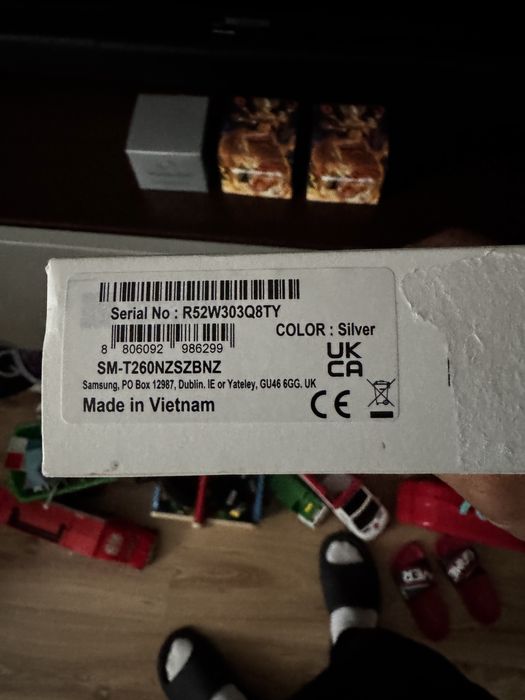 Serial No : R52W303Q8TY
COLOR : Silver
8 806092 986299
SM-T260NZSZBNZ
Samsung, PO Box 12987, Dublin. IE or Yateley, GU46 6GG. UK
Made in Vietnam
UK
CA
CE